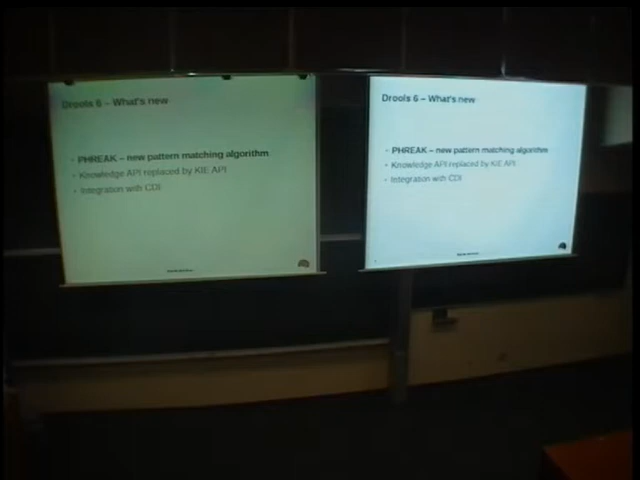 Drools 6 – What's new
PHREAK – new pattern matching algorithm
Knowledge API replaced by KIE API
Integration with CDI
Drools 6 – What's new
PHREAK – new pattern matching algorithm
Knowledge API replaced by KIE API
Integration with CDI